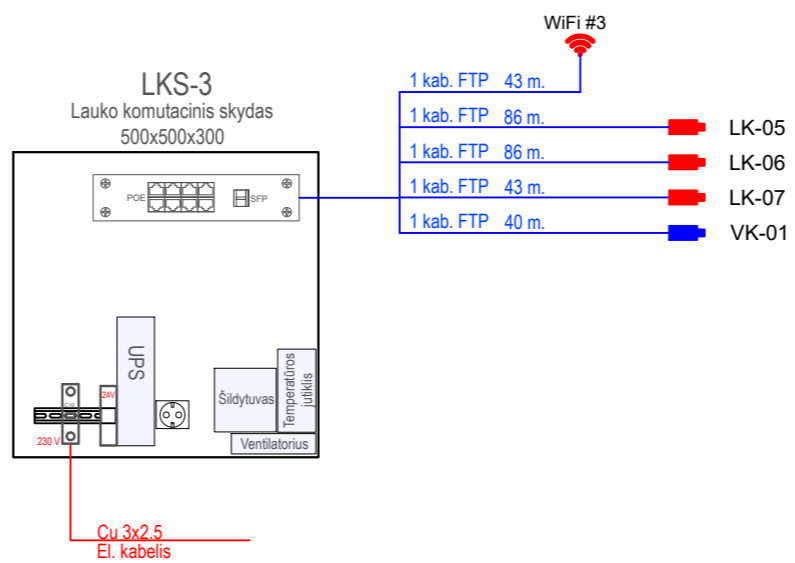 WiFi #3
LKS-3
Lauko komutacinis skydas
500x500x300
1 kab. FTP 43 m.
1 kab. FTP 86 m.
LK-05
1 kab. FTP 86 m.
LK-06
1 kab. FTP 43 m.
LK-07
1 kab. FTP 40 m.
VK-01
POE
SFP
UPS
24V
230 V
Šildytuvas
Temperatūros
jutiklis
Ventilatorius
Cu 3x2.5
El. kabelis